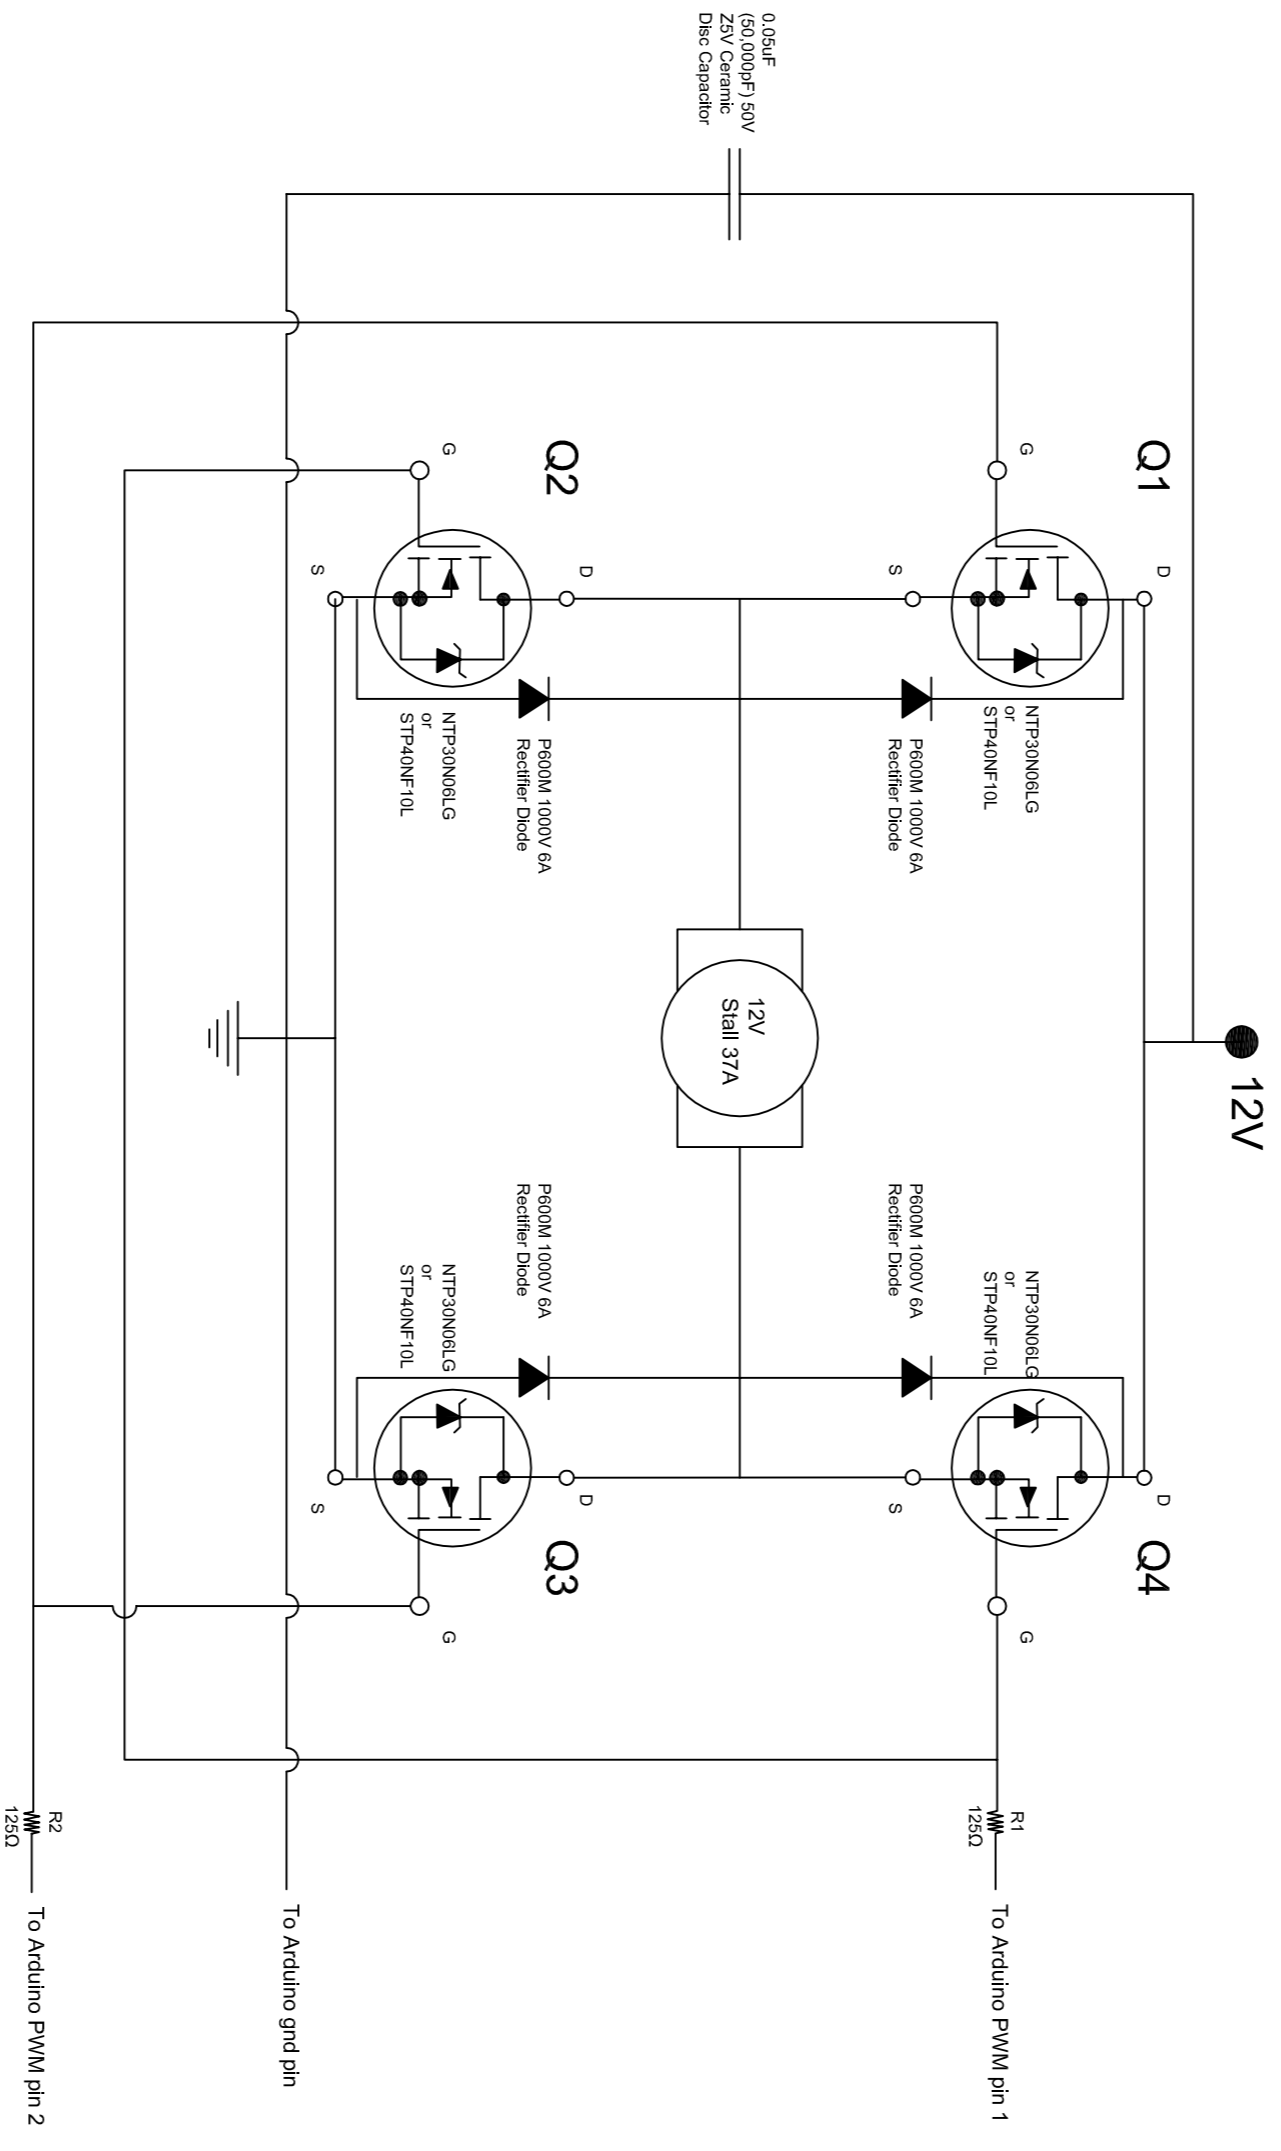 12V
0.05uF
(50,000pF) 50V
Z5V Ceramic
Disc Capacitor
Q1
D
G
S
NTP30N06LG
or
STP40NF10L
P600M 1000V 6A
Rectifier Diode
P600M 1000V 6A
Rectifier Diode
NTP30N06LG
or
STP40NF10L
Q4
D
S
G
12V
Stall 37A
R1
125Ω
To Arduino PWM pin 1
Q2
G
D
S
P600M 1000V 6A
Rectifier Diode
NTP30N06LG
or
STP40NF10L
P600M 1000V 6A
Rectifier Diode
NTP30N06LG
or
STP40NF10L
Q3
D
S
G
To Arduino gnd pin
R2
125Ω
To Arduino PWM pin 2